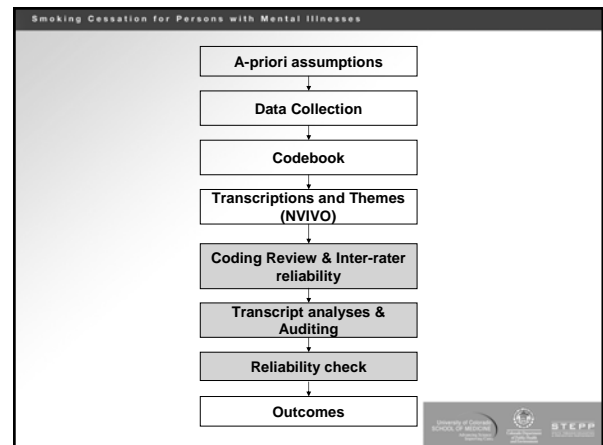 Smoking Cessation for Persons with Mental Illnesses
A-priori assumptions
Data Collection
Codebook
Transcriptions and Themes
(NVIVO)
Coding Review & Inter-rater
reliability
Transcript analyses &
Auditing
Reliability check
Outcomes
University of Colorado
SCHOOL OF MEDICINE
STEPP